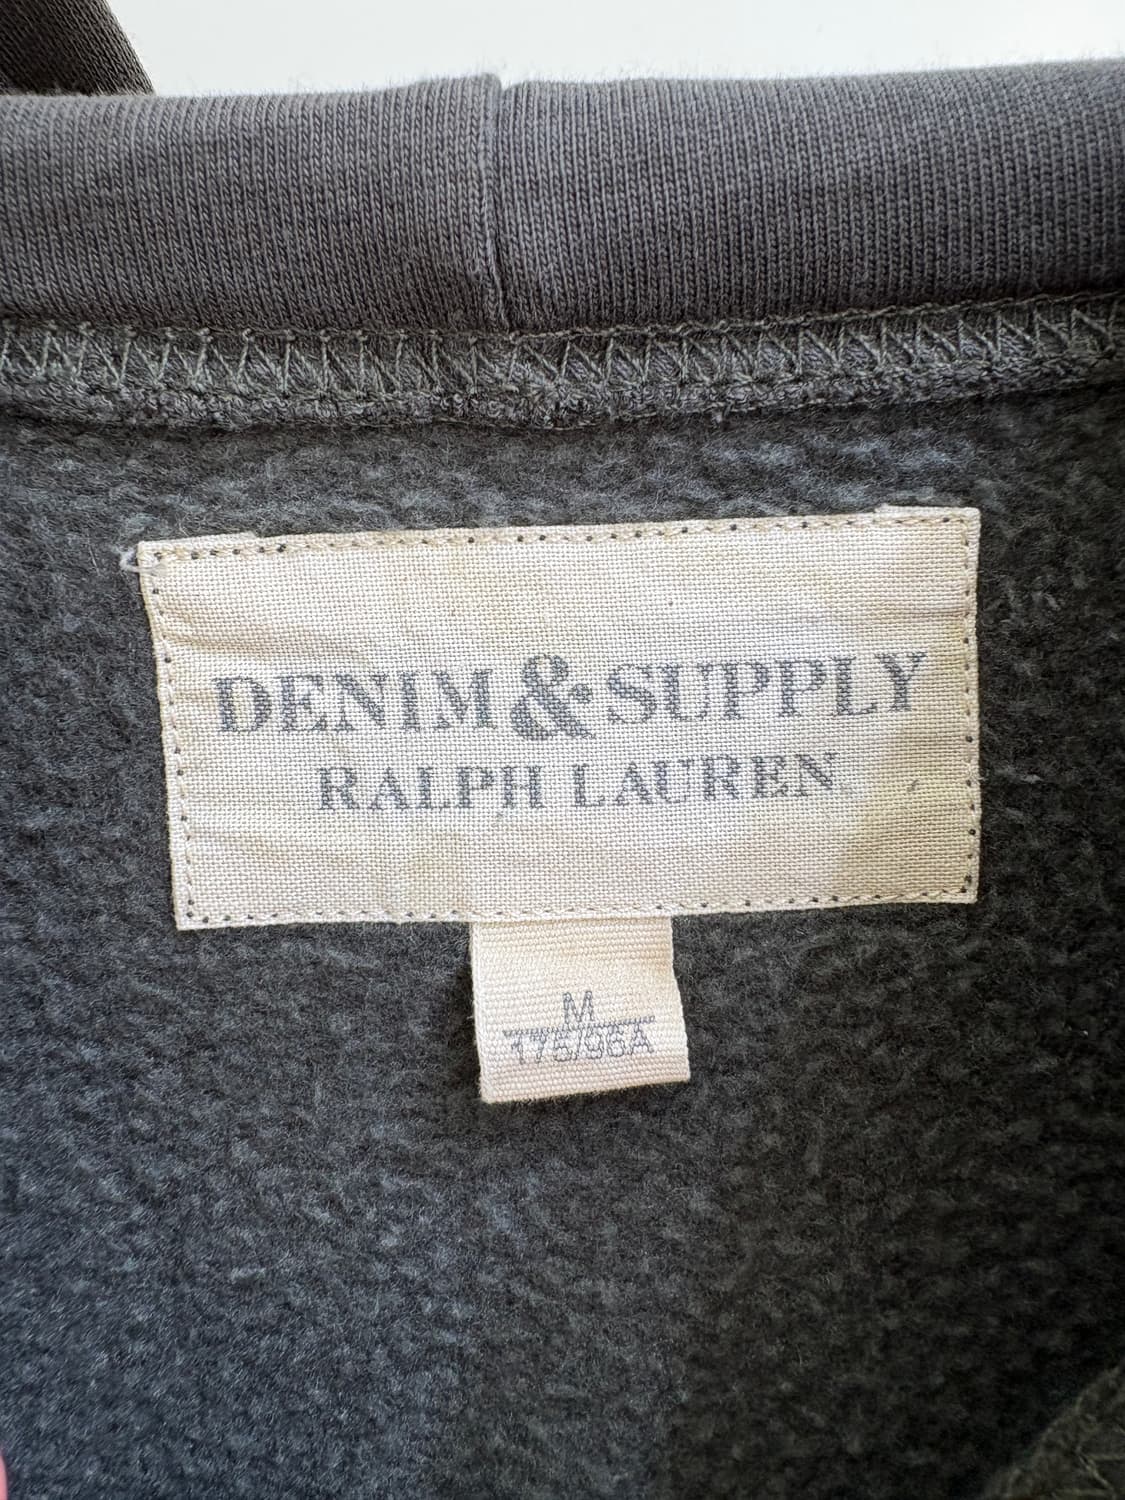 DENIM & SUPPLY
RALPH LAUREN
M
175/96A